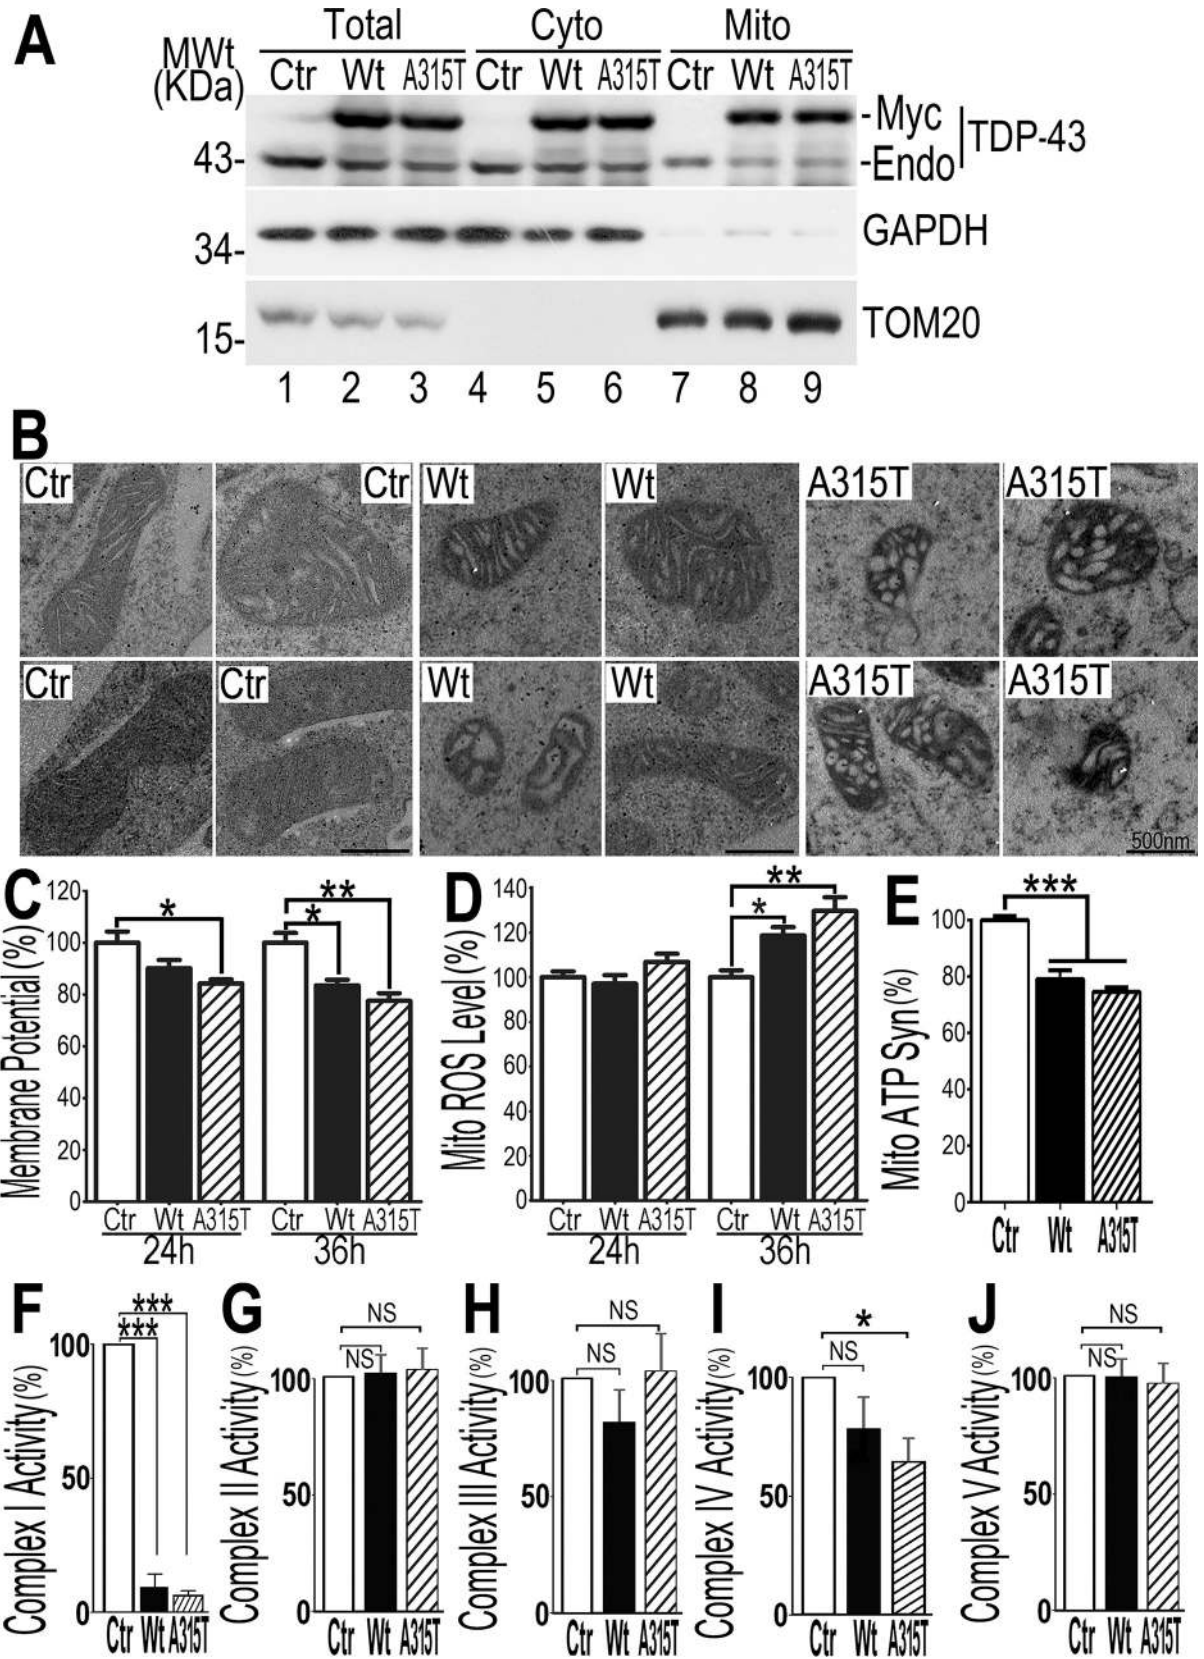 A
Total Cyto Mito
MWt
(KDa)
Ctr Wt A315T Ctr Wt A315T Ctr Wt A315T
-Myc
TDP-43
43-
-Endo
GAPDH
34-
TOM20
15-
1 2 3 4 5 6 7 8 9
B
Ctr Ctr Wt Wt A315T A315T
Ctr Ctr Wt Wt A315T A315T
500nm
C
Membrane Potential (%)
120
100
80
60
40
20
0
* * **
Ctr Wt A315T Ctr Wt A315T
24h 36h
D
Mito ROS Level (%)
140
120
100
80
60
40
20
0
* **
Ctr Wt A315T Ctr Wt A315T
24h 36h
E
Mito ATP Syn (%)
100
80
60
40
20
0
***
Ctr Wt A315T
F
Complex I Activity (%)
100
50
0
***
***
Ctr Wt A315T
G
Complex II Activity (%)
100
50
0
NS
NS
Ctr Wt A315T
H
Complex III Activity (%)
100
50
0
NS
NS
Ctr Wt A315T
I
Complex IV Activity (%)
100
50
0
*
NS
Ctr Wt A315T
J
Complex V Activity (%)
100
50
0
NS
NS
Ctr Wt A315T